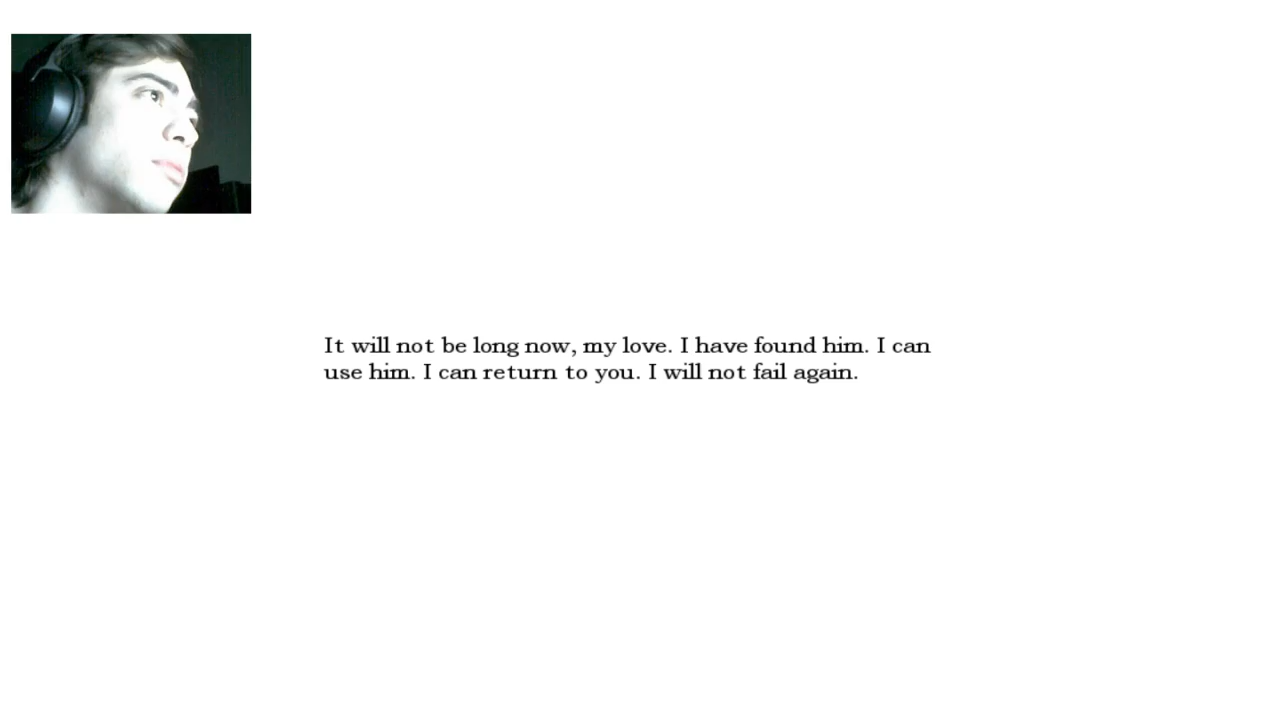 It will not be long now, my love. I have found him. I can
use him. I can return to you. I will not fail again.